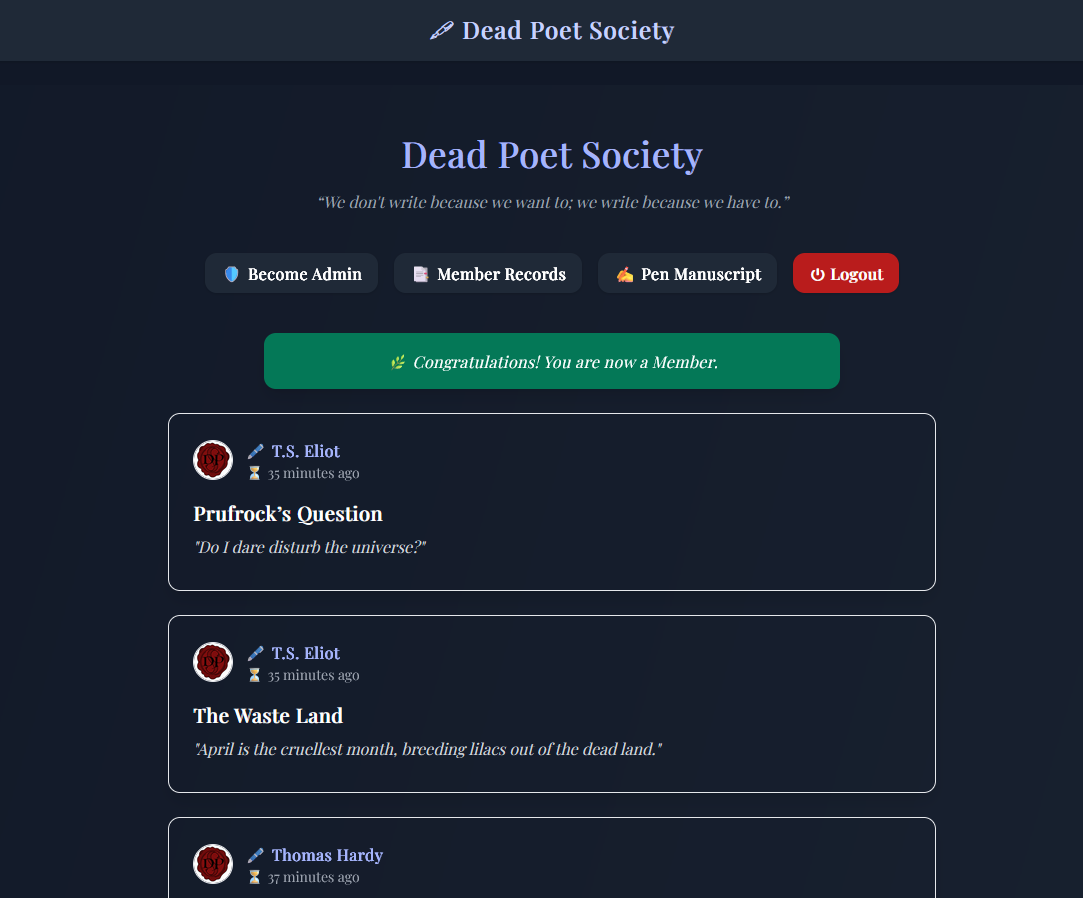 Dead Poet Society
Dead Poet Society
“We don't write because we want to; we write because we have to.”
Become Admin
Member Records
Pen Manuscript
Logout
Congratulations! You are now a Member.
DP
T.S. Eliot
35 minutes ago
Prufrock’s Question
"Do I dare disturb the universe?"
DP
T.S. Eliot
35 minutes ago
The Waste Land
"April is the cruellest month, breeding lilacs out of the dead land."
DP
Thomas Hardy
37 minutes ago